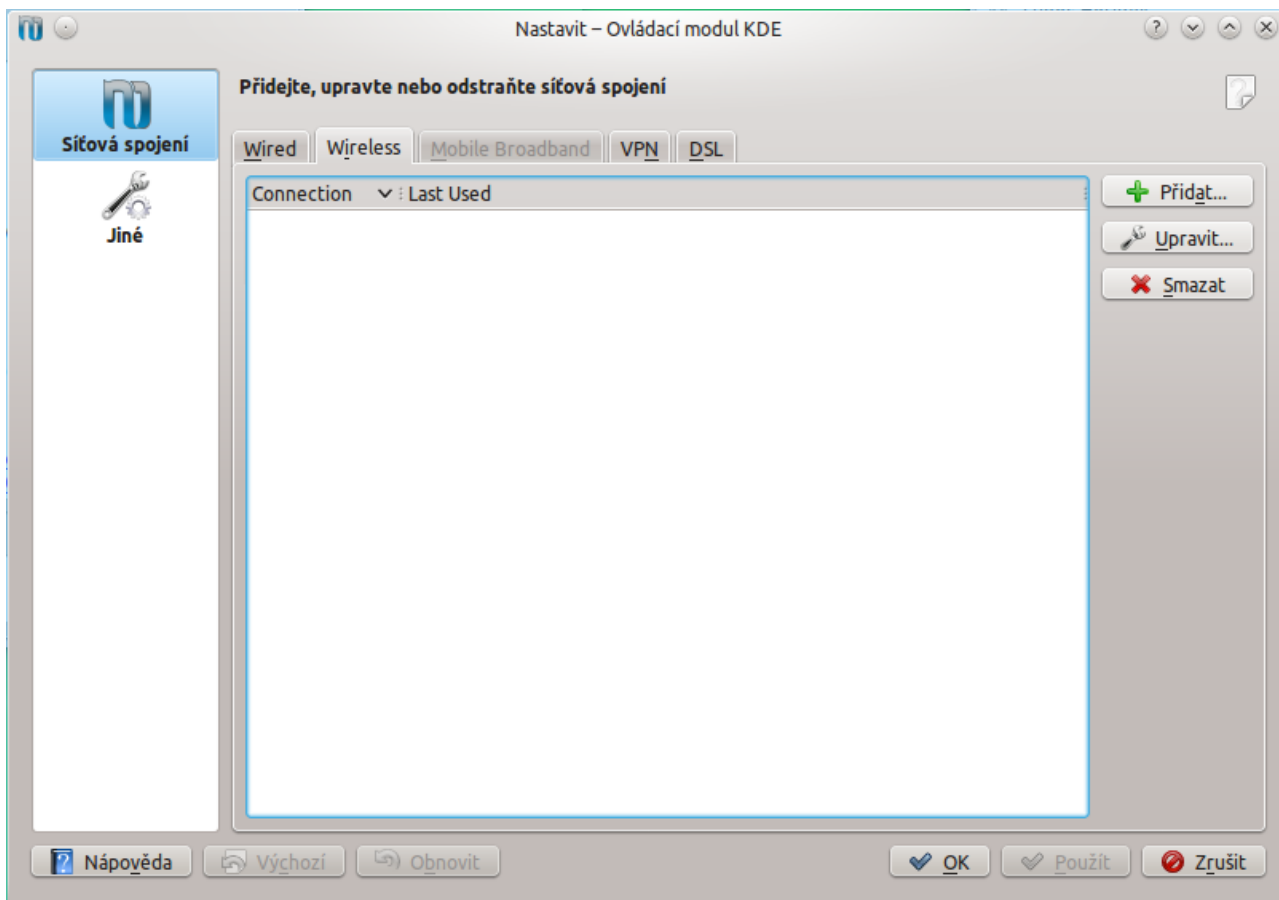 Nastavit – Ovládací modul KDE
Síťová spojení
Jiné
Přidejte, upravte nebo odstraňte síťová spojení
Wired Wireless Mobile Broadband VPN DSL
Connection Last Used
Přidat...
Upravit...
Smazat
Nápověda Výchozí Obnovit OK Použít Zrušit